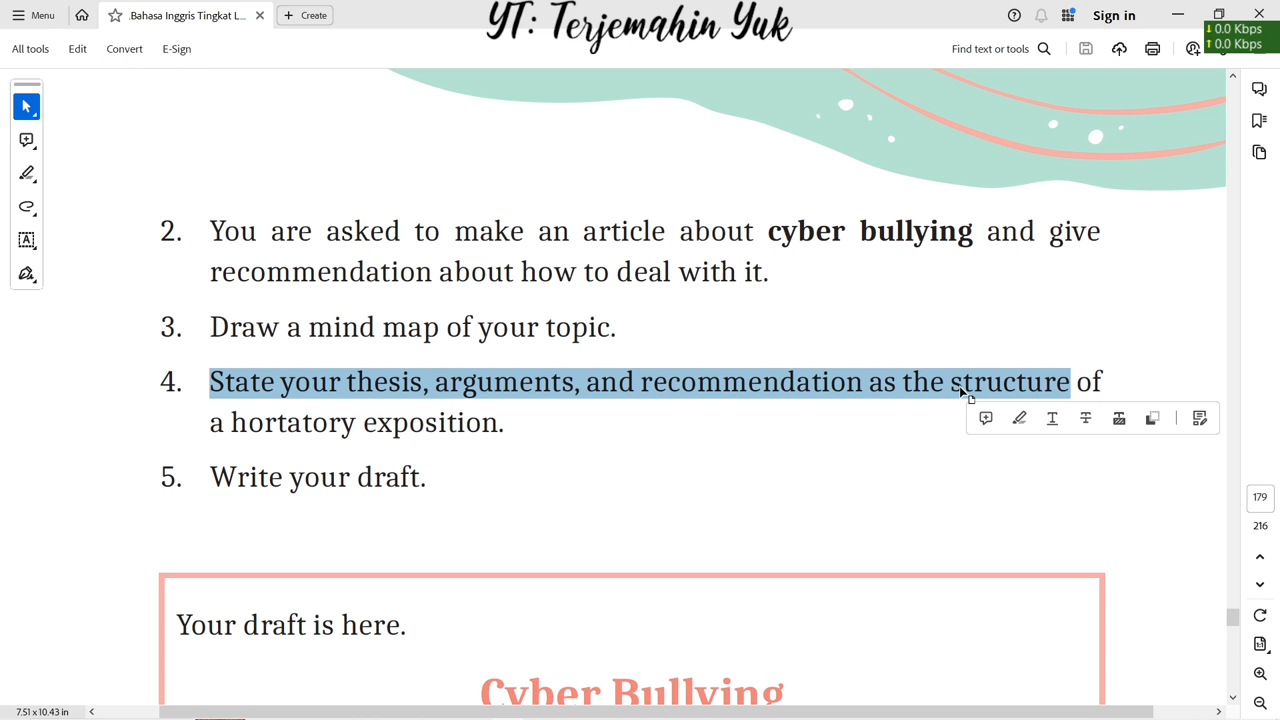 Menu
.Bahasa Inggris Tingkat L...
Create
YT: Terjemahin Yuk
Sign in
0.0 Kbps
0.0 Kbps
All tools
Edit
Convert
E-Sign
Find text or tools
2. You are asked to make an article about cyber bullying and give
recommendation about how to deal with it.
3. Draw a mind map of your topic.
4. State your thesis, arguments, and recommendation as the structure of
a hortatory exposition.
5. Write your draft.
179
216
Your draft is here.
Cyber Bullying
7.51 x 10.43 in